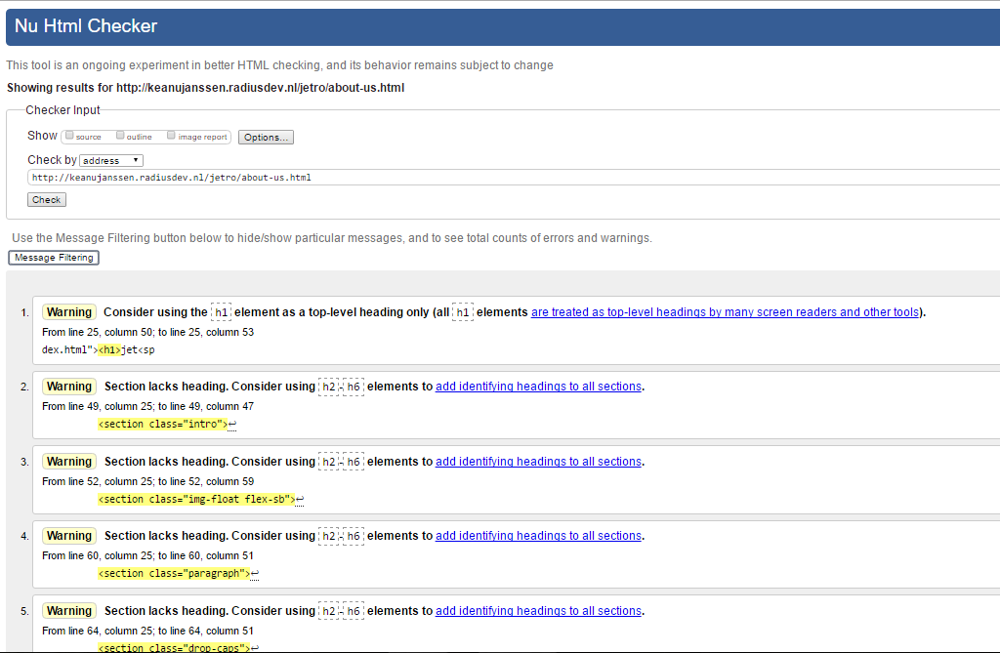 Nu Html Checker
This tool is an ongoing experiment in better HTML checking, and its behavior remains subject to change
Showing results for http://keanujanssen.radiusdev.nl/jetro/about-us.html
Checker Input
Show source outline image report Options...
Check by address
http://keanujanssen.radiusdev.nl/jetro/about-us.html
Check
Use the Message Filtering button below to hide/show particular messages, and to see total counts of errors and warnings.
Message Filtering
1. Warning Consider using the h1 element as a top-level heading only (all h1 elements are treated as top-level headings by many screen readers and other tools).
From line 25, column 50; to line 25, column 53
dex.html"><h1>jet<sp
2. Warning Section lacks heading. Consider using h2-h6 elements to add identifying headings to all sections.
From line 49, column 25; to line 49, column 47
<section class="intro">↩
3. Warning Section lacks heading. Consider using h2-h6 elements to add identifying headings to all sections.
From line 52, column 25; to line 52, column 59
<section class="img-float flex-sb">↩
4. Warning Section lacks heading. Consider using h2-h6 elements to add identifying headings to all sections.
From line 60, column 25; to line 60, column 51
<section class="paragraph">↩
5. Warning Section lacks heading. Consider using h2-h6 elements to add identifying headings to all sections.
From line 64, column 25; to line 64, column 51
<section class="drop-caps">↩